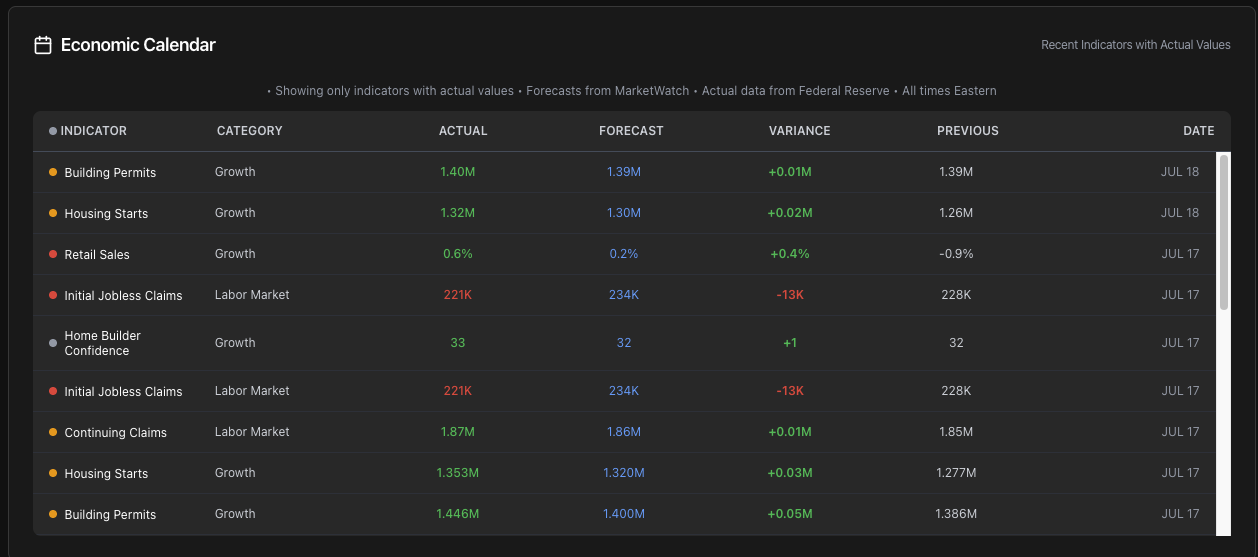 Economic Calendar Recent Indicators with Actual Values
• Showing only indicators with actual values • Forecasts from MarketWatch • Actual data from Federal Reserve • All times Eastern
INDICATOR CATEGORY ACTUAL FORECAST VARIANCE PREVIOUS DATE
Building Permits Growth 1.40M 1.39M +0.01M 1.39M JUL 18
Housing Starts Growth 1.32M 1.30M +0.02M 1.26M JUL 18
Retail Sales Growth 0.6% 0.2% +0.4% -0.9% JUL 17
Initial Jobless Claims Labor Market 221K 234K -13K 228K JUL 17
Home Builder
Confidence Growth 33 32 +1 32 JUL 17
Initial Jobless Claims Labor Market 221K 234K -13K 228K JUL 17
Continuing Claims Labor Market 1.87M 1.86M +0.01M 1.85M JUL 17
Housing Starts Growth 1.353M 1.320M +0.03M 1.277M JUL 17
Building Permits Growth 1.446M 1.400M +0.05M 1.386M JUL 17